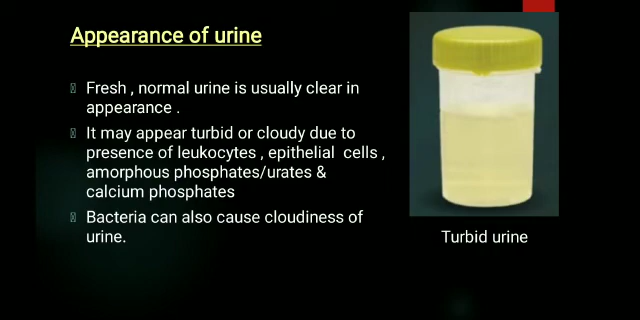 Appearance of urine
Fresh , normal urine is usually clear in
appearance .
It may appear turbid or cloudy due to
presence of leukocytes , epithelial cells ,
amorphous phosphates/urates &
calcium phosphates
Bacteria can also cause cloudiness of
urine.
Turbid urine